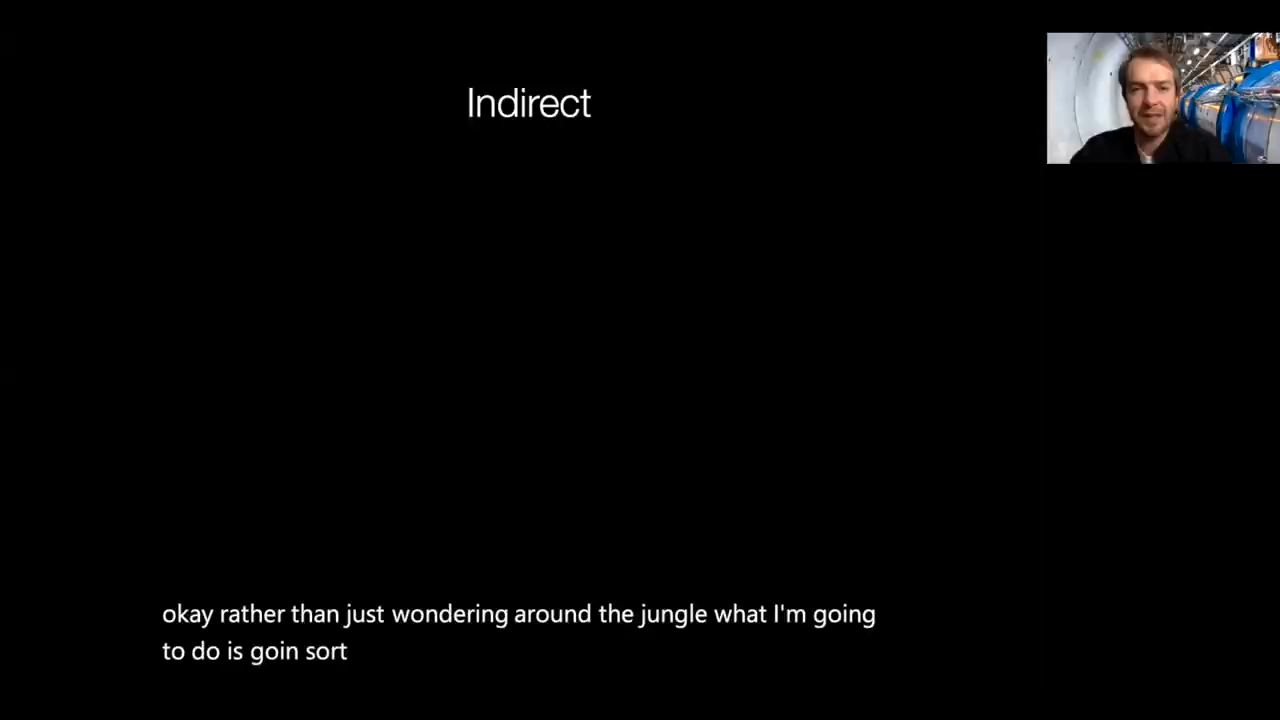 Indirect
okay rather than just wondering around the jungle what I'm going
to do is goin sort